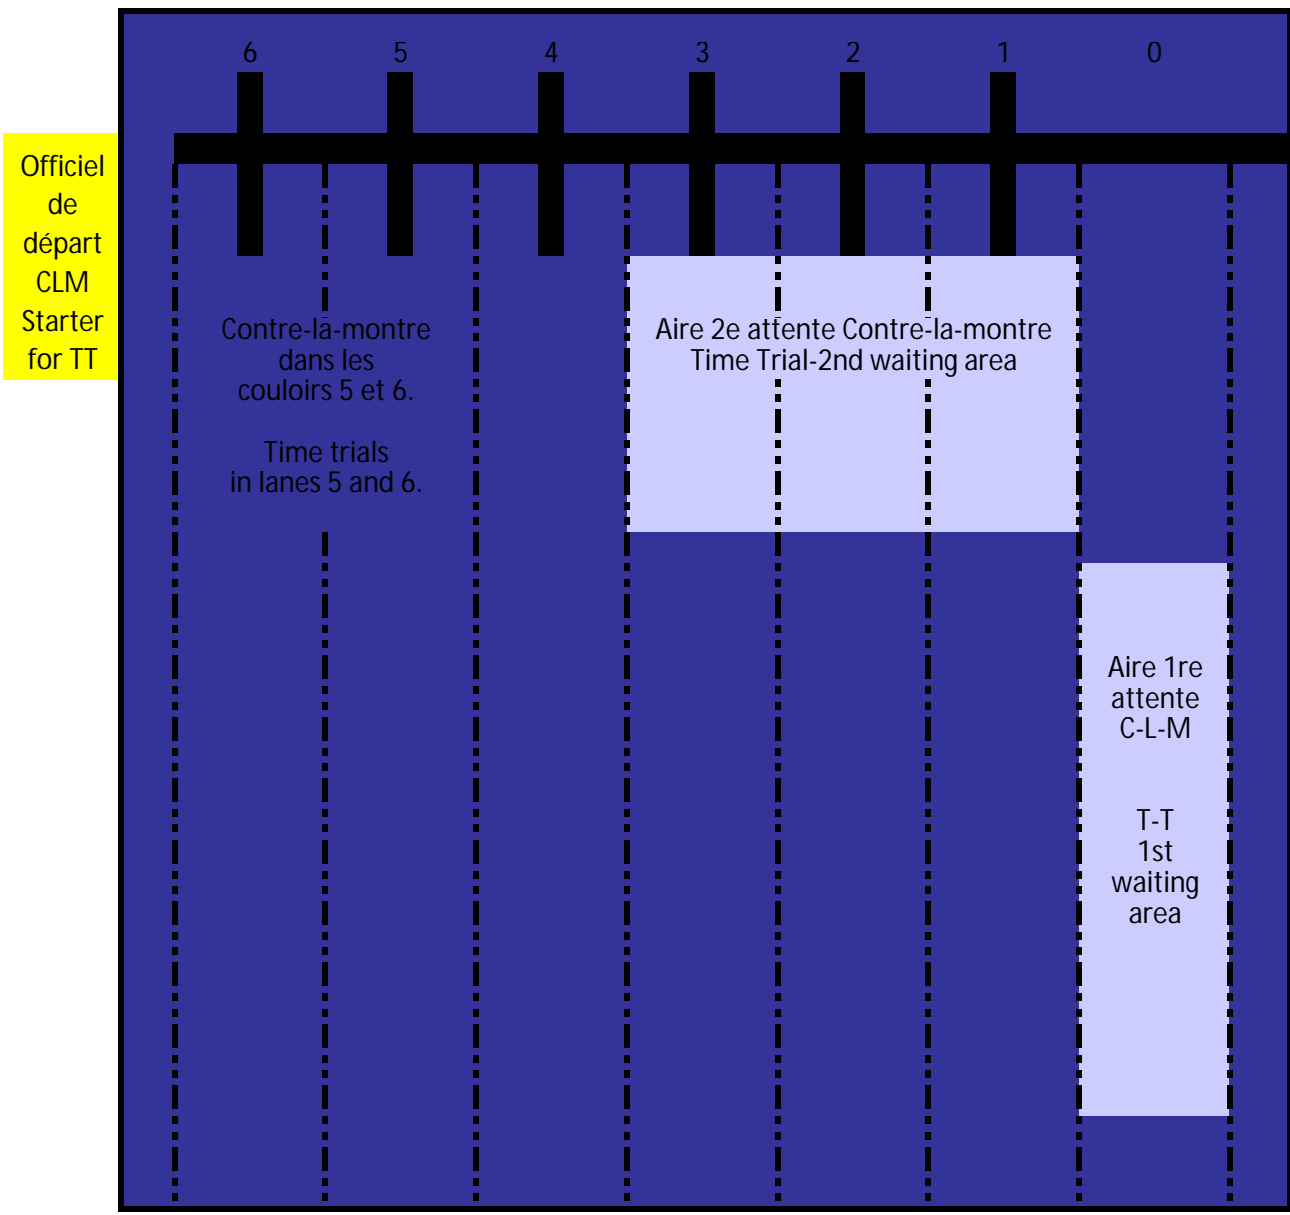 6 5 4 3 2 1 0
Officiel
de
départ
CLM
Starter
for TT
Contre-la-montre
dans les
couloirs 5 et 6.
Time trials
in lanes 5 and 6.
Aire 2e attente Contre-la-montre
Time Trial-2nd waiting area
Aire 1re
attente
C-L-M
T-T
1st
waiting
area